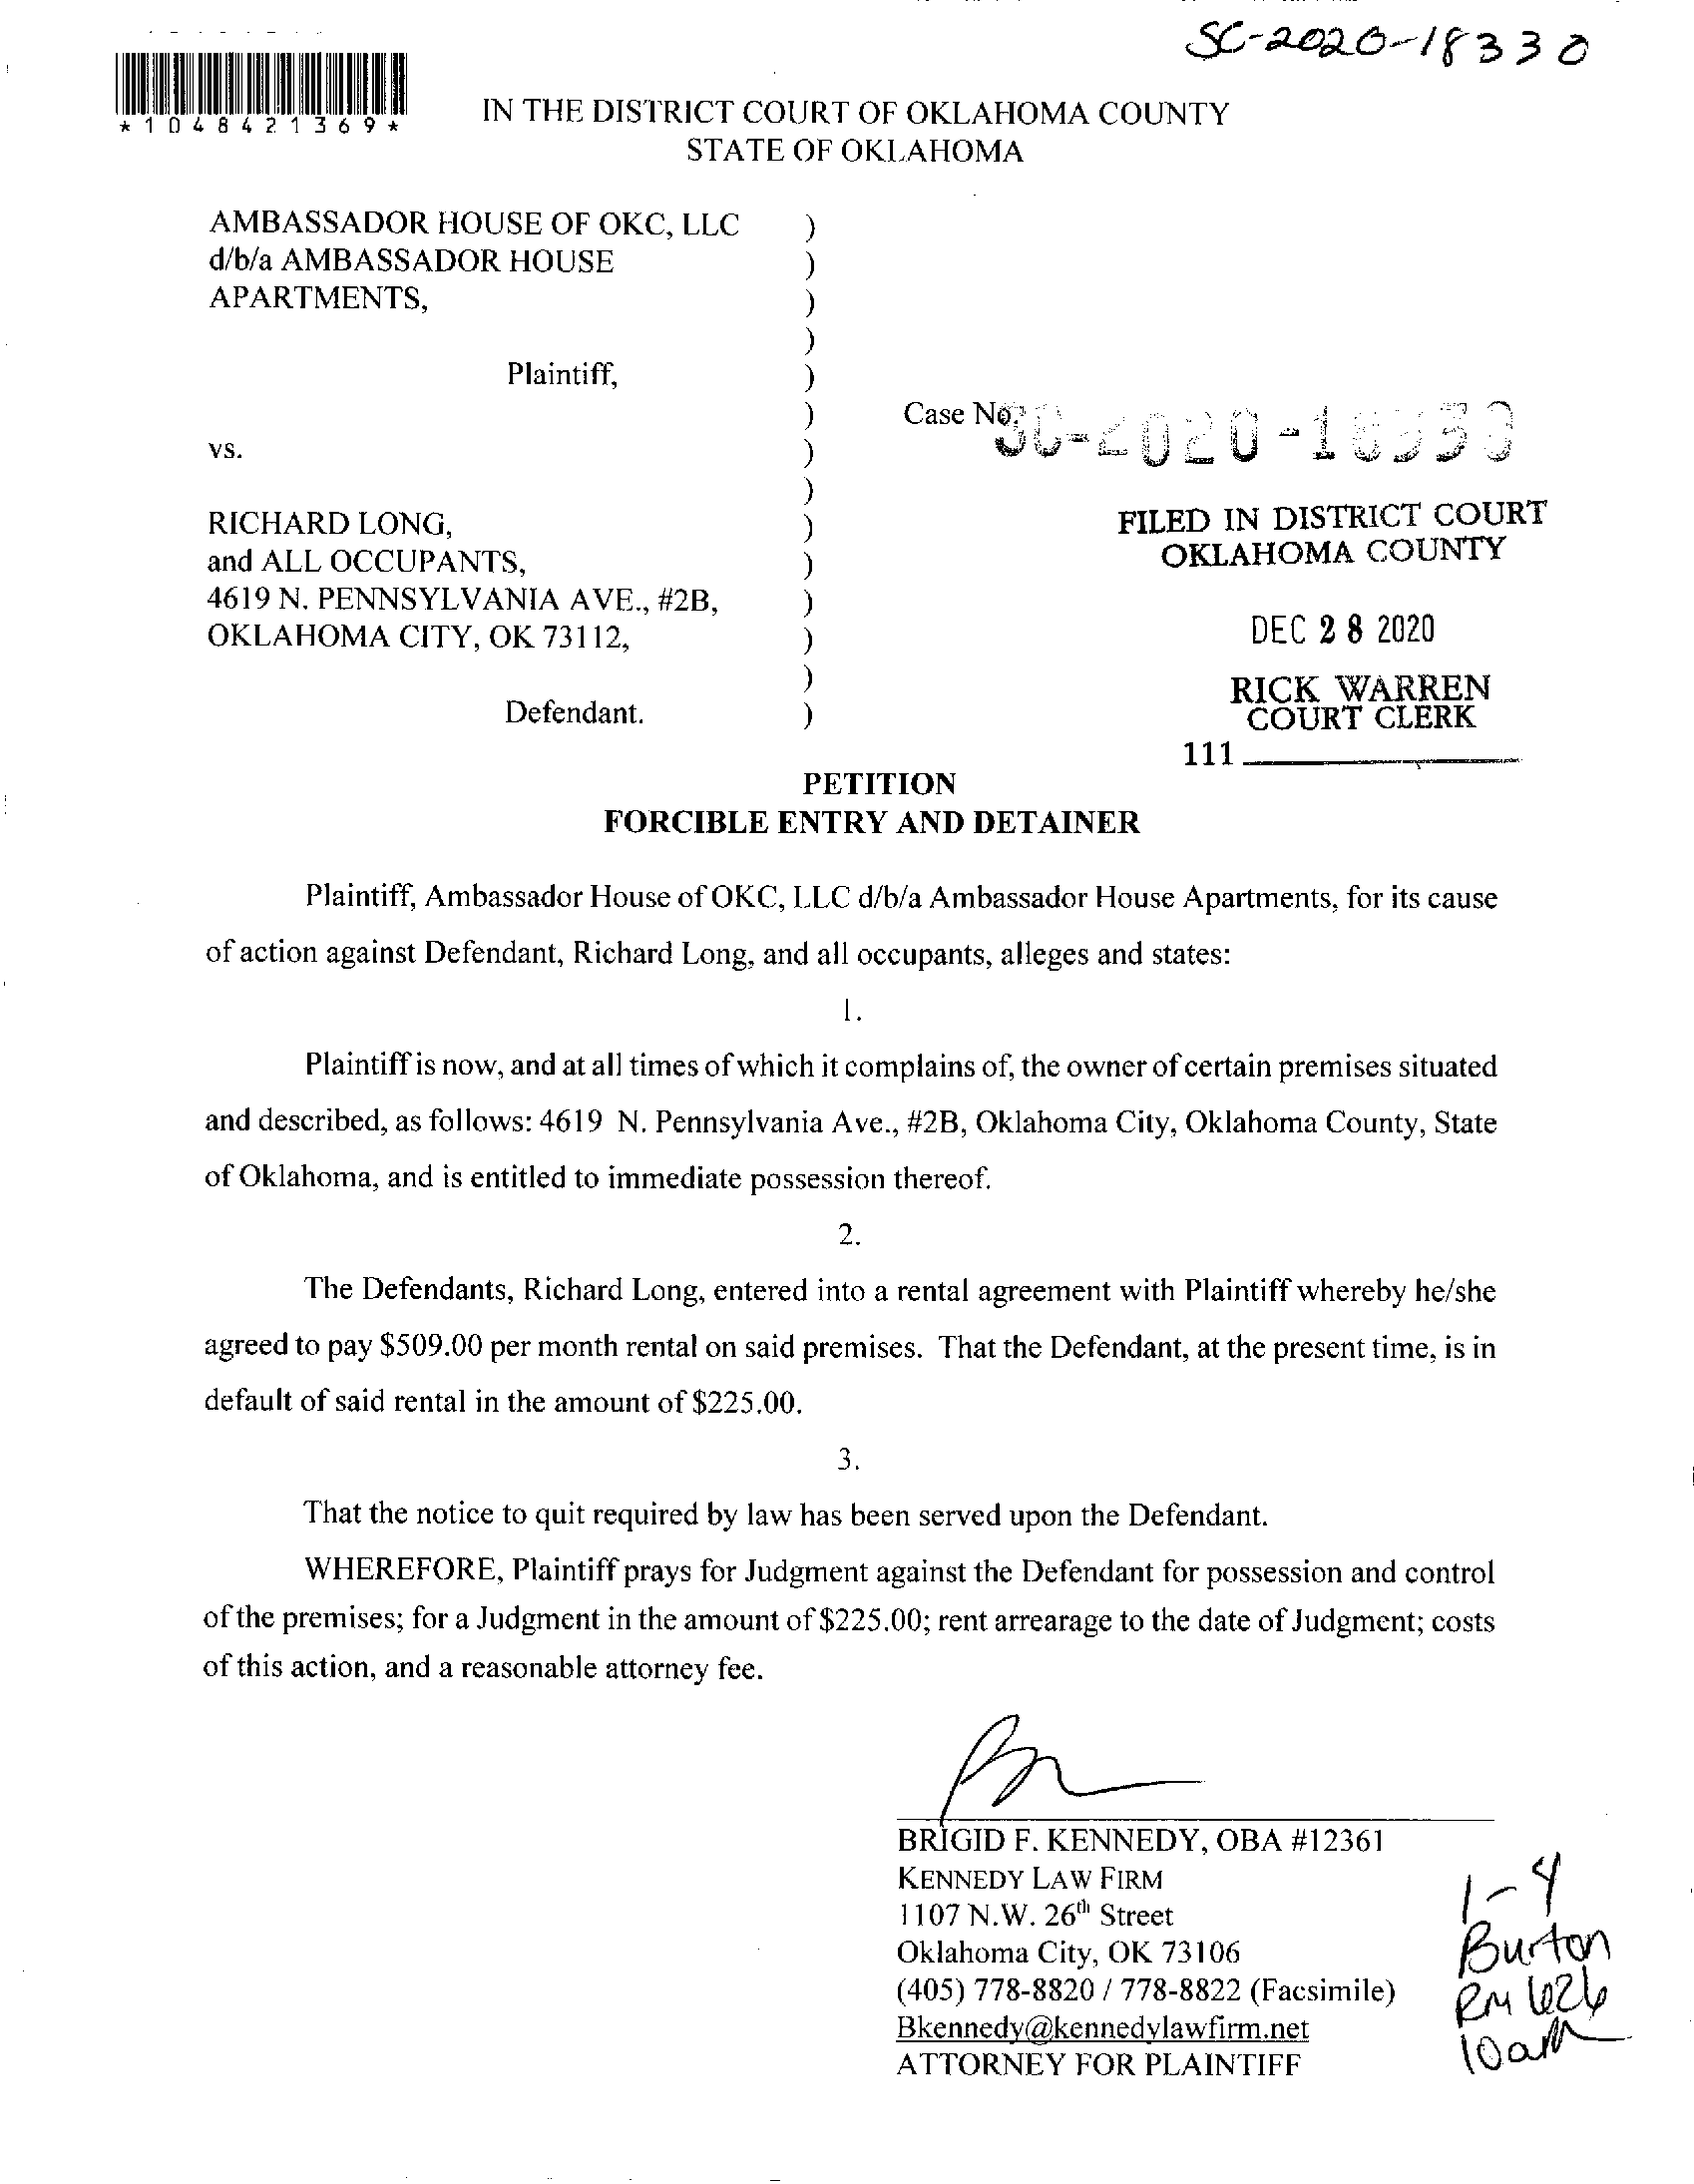 SC-2020-18330
*1048421369*
IN THE DISTRICT COURT OF OKLAHOMA COUNTY
STATE OF OKLAHOMA
AMBASSADOR HOUSE OF OKC, LLC )
d/b/a AMBASSADOR HOUSE )
APARTMENTS, )
)
Plaintiff, )
) Case No.
vs. )
)
RICHARD LONG, )
and ALL OCCUPANTS, )
4619 N. PENNSYLVANIA AVE., #2B, )
OKLAHOMA CITY, OK 73112, )
)
Defendant. )
FILED IN DISTRICT COURT
OKLAHOMA COUNTY
DEC 28 2020
RICK WARREN
COURT CLERK
111
PETITION
FORCIBLE ENTRY AND DETAINER
Plaintiff, Ambassador House of OKC, LLC d/b/a Ambassador House Apartments, for its cause
of action against Defendant, Richard Long, and all occupants, alleges and states:
1.
Plaintiff is now, and at all times of which it complains of, the owner of certain premises situated
and described, as follows: 4619 N. Pennsylvania Ave., #2B, Oklahoma City, Oklahoma County, State
of Oklahoma, and is entitled to immediate possession thereof.
2.
The Defendants, Richard Long, entered into a rental agreement with Plaintiff whereby he/she
agreed to pay $509.00 per month rental on said premises. That the Defendant, at the present time, is in
default of said rental in the amount of $225.00.
3.
That the notice to quit required by law has been served upon the Defendant.
WHEREFORE, Plaintiff prays for Judgment against the Defendant for possession and control
of the premises; for a Judgment in the amount of $225.00; rent arrearage to the date of Judgment; costs
of this action, and a reasonable attorney fee.
BRIGID F. KENNEDY, OBA #12361
KENNEDY LAW FIRM
1107 N.W. 26th Street
Oklahoma City, OK 73106
(405) 778-8820 / 778-8822 (Facsimile)
Bkennedy@kennedylawfirm.net
ATTORNEY FOR PLAINTIFF
1-4
Burton
RM 626
10am